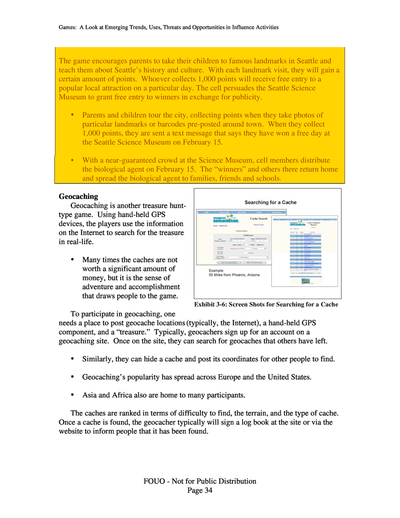 Games: A Look at Emerging Trends, Uses, Threats and Opportunities in Influence Activities
The game encourages parents to take their children to famous landmarks in Seattle and
teach them about Seattle's history and culture. With each landmark visit, they will gain a
certain amount of points. Whoever collects 1,000 points will receive free entry to a
popular local attraction on a particular day. The cell persuades the Seattle Science
Museum to grant free entry to winners in exchange for publicity.
• Parents and children tour the city, collecting points when they take photos of
particular landmarks or barcodes pre-posted around town. When they collect
1,000 points, they are sent a text message that says they have won a free day at
the Seattle Science Museum on February 15.
• With a near-guaranteed crowd at the Science Museum, cell members distribute
the biological agent on February 15. The "winners" and others there return home
and spread the biological agent to families, friends and schools.
Geocaching
Geocaching is another treasure hunt-
type game. Using hand-held GPS
devices, the players use the information
on the Internet to search for the treasure
in real-life.
• Many times the caches are not
worth a significant amount of
money, but it is the sense of
adventure and accomplishment
that draws people to the game.
Searching for a Cache
Cache Search
Example:
50 Miles from Phoenix, Arizona
Exhibit 3-6: Screen Shots for Searching for a Cache
To participate in geocaching, one
needs a place to post geocache locations (typically, the Internet), a hand-held GPS
component, and a "treasure." Typically, geocachers sign up for an account on a
geocaching site. Once on the site, they can search for geocaches that others have left.
• Similarly, they can hide a cache and post its coordinates for other people to find.
• Geocaching's popularity has spread across Europe and the United States.
• Asia and Africa also are home to many participants.
The caches are ranked in terms of difficulty to find, the terrain, and the type of cache.
Once a cache is found, the geocacher typically will sign a log book at the site or via the
website to inform people that it has been found.
FOUO - Not for Public Distribution
Page 34